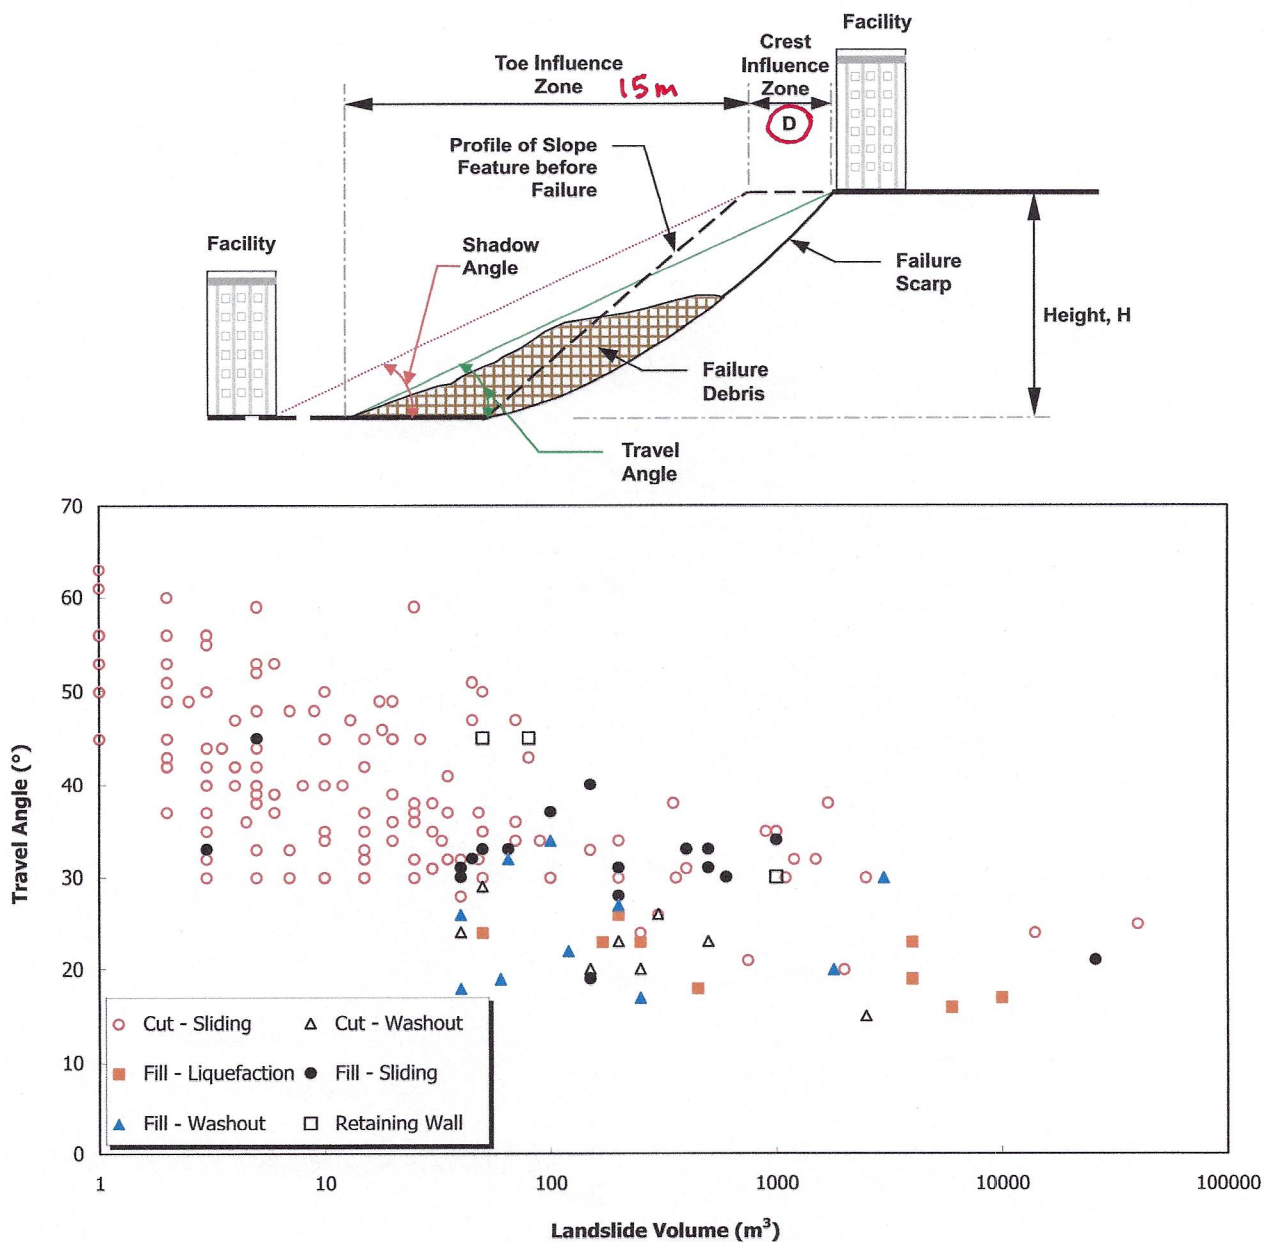 Facility
Crest
Influence
Zone
D
Toe Influence
Zone 15m
Profile of Slope
Feature before
Failure
Facility
Shadow
Angle
Failure
Scarp
Height, H
Failure
Debris
Travel
Angle
70
60
50
40
30
20
10
0
Travel Angle (°)
Cut - Sliding
Cut - Washout
Fill - Liquefaction
Fill - Sliding
Fill - Washout
Retaining Wall
1
10
100
1000
10000
100000
Landslide Volume (m³)